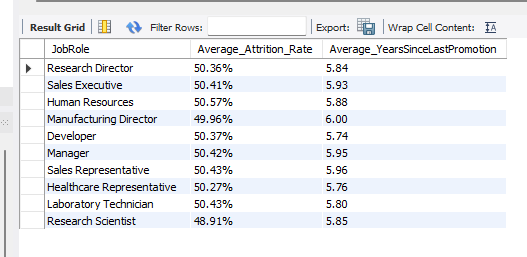 Result Grid Filter Rows: Export: Wrap Cell Content: IA
JobRole Average_Attrition_Rate Average_YearsSinceLastPromotion
Research Director 50.36% 5.84
Sales Executive 50.41% 5.93
Human Resources 50.57% 5.88
Manufacturing Director 49.96% 6.00
Developer 50.37% 5.74
Manager 50.42% 5.95
Sales Representative 50.43% 5.96
Healthcare Representative 50.27% 5.76
Laboratory Technician 50.43% 5.80
Research Scientist 48.91% 5.85